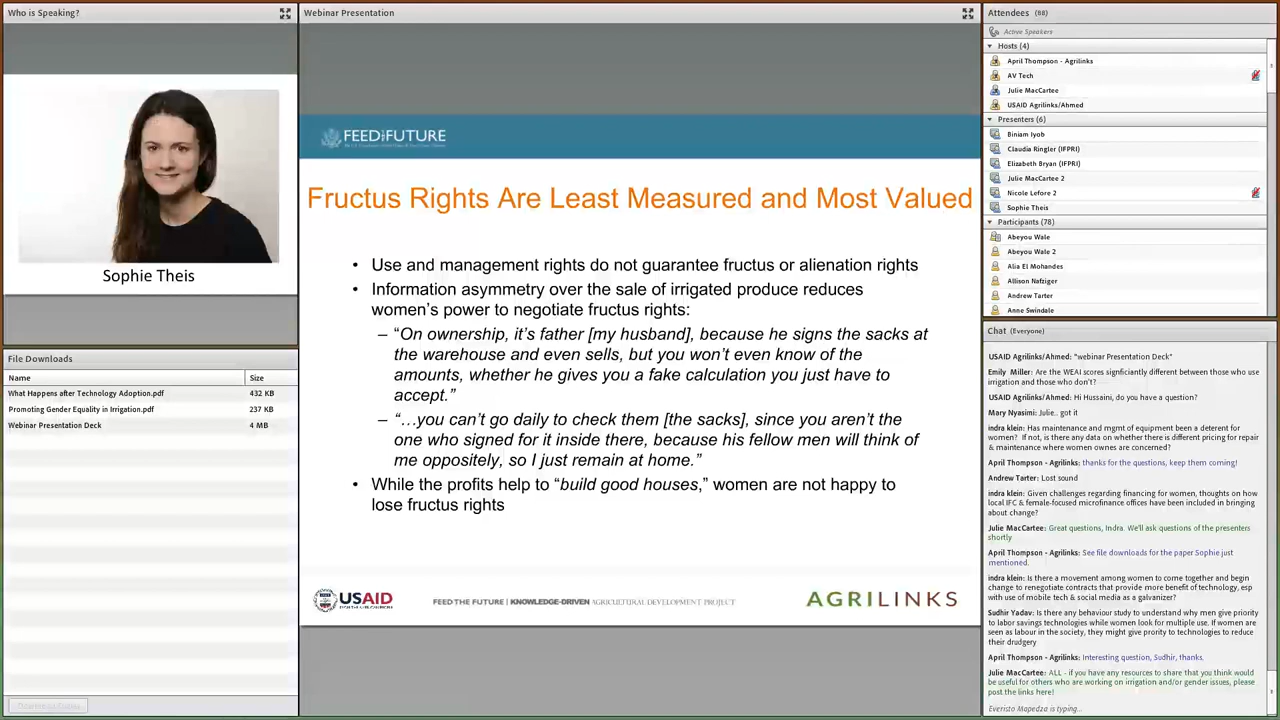 Who is Speaking?
Sophie Theis
File Downloads
Name Size
What Happens after Technology Adoption.pdf 432 KB
Promoting Gender Equality in Irrigation.pdf 237 KB
Webinar Presentation Deck 4 MB
Webinar Presentation
FEED THE FUTURE
Fructus Rights Are Least Measured and Most Valued
• Use and management rights do not guarantee fructus or alienation rights
• Information asymmetry over the sale of irrigated produce reduces
women’s power to negotiate fructus rights:
– “On ownership, it’s father [my husband], because he signs the sacks at
the warehouse and even sells, but you won’t even know of the
amounts, whether he gives you a fake calculation you just have to
accept.”
– “…you can’t go daily to check them [the sacks], since you aren’t the
one who signed for it inside there, because his fellow men will think of
me oppositely, so I just remain at home.”
• While the profits help to “build good houses,” women are not happy to
lose fructus rights
USAID
FEED THE FUTURE | KNOWLEDGE-DRIVEN AGRICULTURAL DEVELOPMENT PROJECT
AGRILINKS
Attendees (88)
Active Speakers
Hosts (4)
April Thompson - Agrilinks
AV Tech
Julie MacCartee
USAID Agrilinks/Ahmed
Presenters (6)
Biniam Iyob
Claudia Ringler (IFPRI)
Elizabeth Bryan (IFPRI)
Julie MacCartee 2
Nicole Lefore 2
Sophie Theis
Participants (78)
Abeyou Wale
Abeyou Wale 2
Alia El Mohandes
Allison Nafziger
Andrew Tarter
Anne Swindale
Chat (Everyone)
USAID Agrilinks/Ahmed: "webinar Presentation Deck"
Emily Miller: Are the WEAI scores signficiantly different between those who use
irrigation and those who don't?
USAID Agrilinks/Ahmed: Hi Hussaini, do you have a question?
Mary Nyasimi: Julie.. got it
indra klein: Has maintenance and mgmt of equipment been a deterent for
women? If not, is there any data on whether there is different pricing for repair
& maintenance where women ownes are concerned?
April Thompson - Agrilinks: thanks for the questions, keep them coming!
Andrew Tarter: Lost sound
indra klein: Given challenges regarding financing for women, thoughts on how
local IFC & female-focused microfinance offices have been included in bringing
about change?
Julie MacCartee: Great questions, Indra. We'll ask questions of the presenters
shortly
April Thompson - Agrilinks: See file downloads for the paper Sophie just
mentioned.
indra klein: Is there a movement among women to come together and begin
change to renegotiate contracts that provide more benefit of technology, esp
with use of mobile tech & social media as a galvanizer?
Sudhir Yadav: Is there any behaviour study to understand why men give priority
to labor savings technologies while women look for multiple use. If women are
seen as labour in the society, they might give prority to technologies to reduce
their drudgery
April Thompson - Agrilinks: Interesting question, Sudhir, thanks.
Julie MacCartee: ALL - if you have any resources to share that you think would
be useful for others who are working on irrigation and/or gender issues, please
post the links here!
Everisto Mapedza is typing...